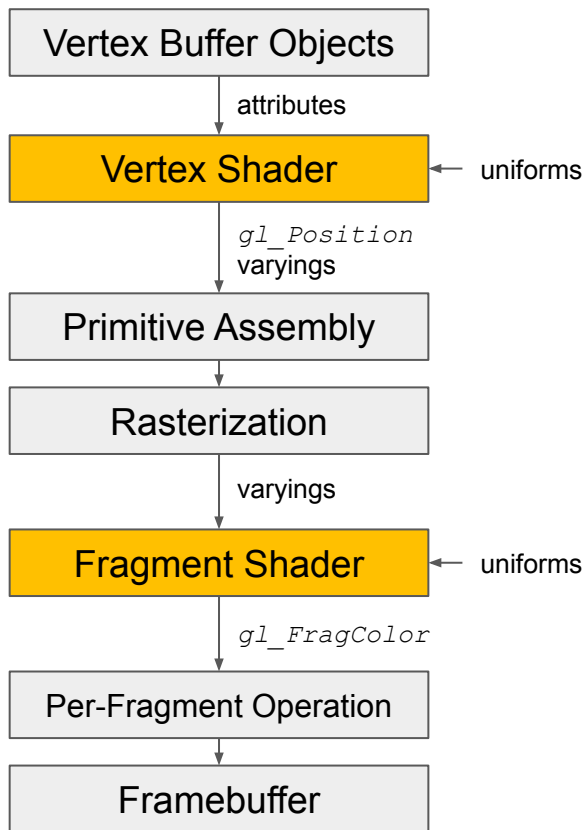 Vertex Buffer Objects
attributes
Vertex Shader
uniforms
gl_Position
varyings
Primitive Assembly
Rasterization
varyings
Fragment Shader
uniforms
gl_FragColor
Per-Fragment Operation
Framebuffer